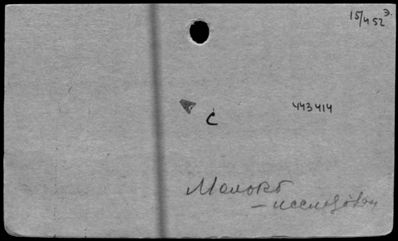 15/452 Э.
443414
С
Молоко
- исследован